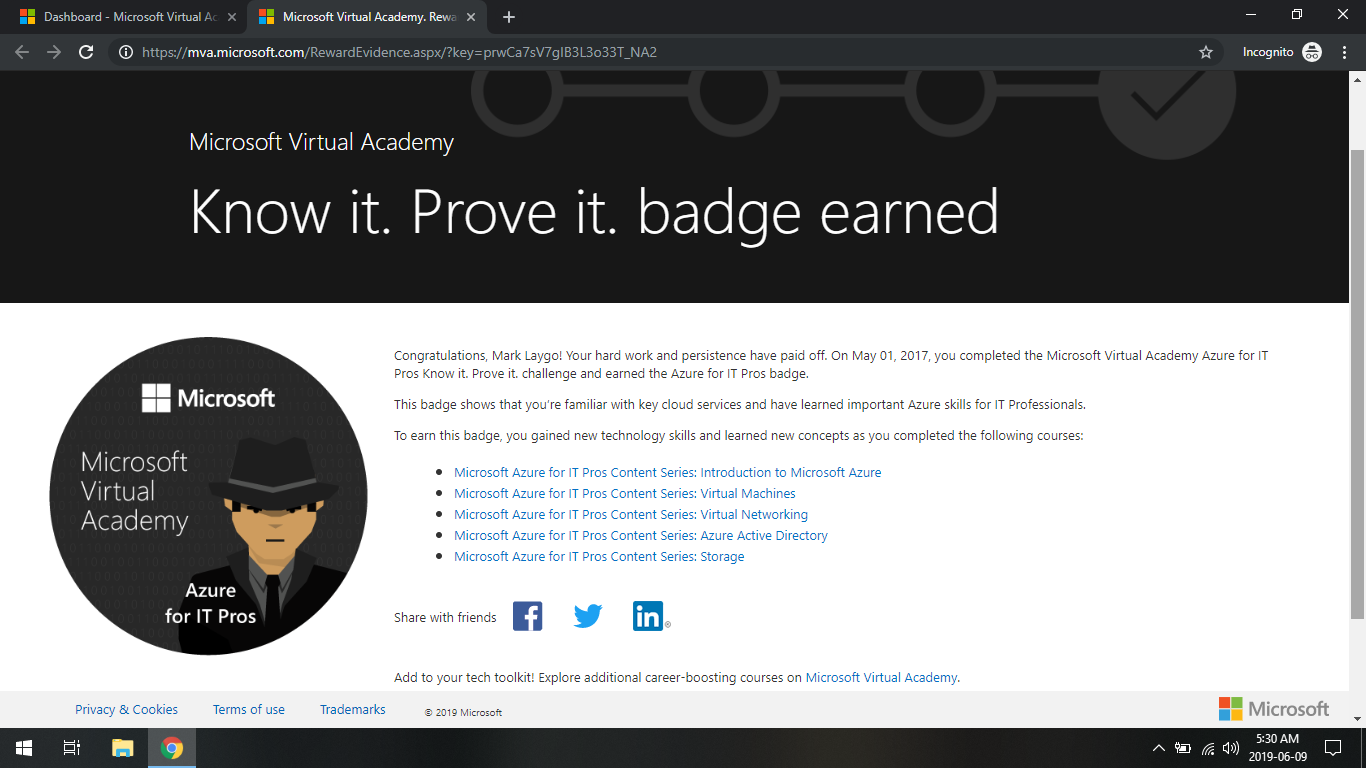 Dashboard - Microsoft Virtual Ac
Microsoft Virtual Academy. Rewa
https://mva.microsoft.com/RewardEvidence.aspx/?key=prwCa7sV7gIB3L3o33T_NA2
Incognito
Microsoft Virtual Academy
Know it. Prove it. badge earned
Microsoft
Microsoft
Virtual
Academy
Azure
for IT Pros
Congratulations, Mark Laygo! Your hard work and persistence have paid off. On May 01, 2017, you completed the Microsoft Virtual Academy Azure for IT
Pros Know it. Prove it. challenge and earned the Azure for IT Pros badge.
This badge shows that you're familiar with key cloud services and have learned important Azure skills for IT Professionals.
To earn this badge, you gained new technology skills and learned new concepts as you completed the following courses:
Microsoft Azure for IT Pros Content Series: Introduction to Microsoft Azure
Microsoft Azure for IT Pros Content Series: Virtual Machines
Microsoft Azure for IT Pros Content Series: Virtual Networking
Microsoft Azure for IT Pros Content Series: Azure Active Directory
Microsoft Azure for IT Pros Content Series: Storage
Share with friends
Add to your tech toolkit! Explore additional career-boosting courses on Microsoft Virtual Academy.
Privacy & Cookies
Terms of use
Trademarks
© 2019 Microsoft
Microsoft
5:30 AM
2019-06-09